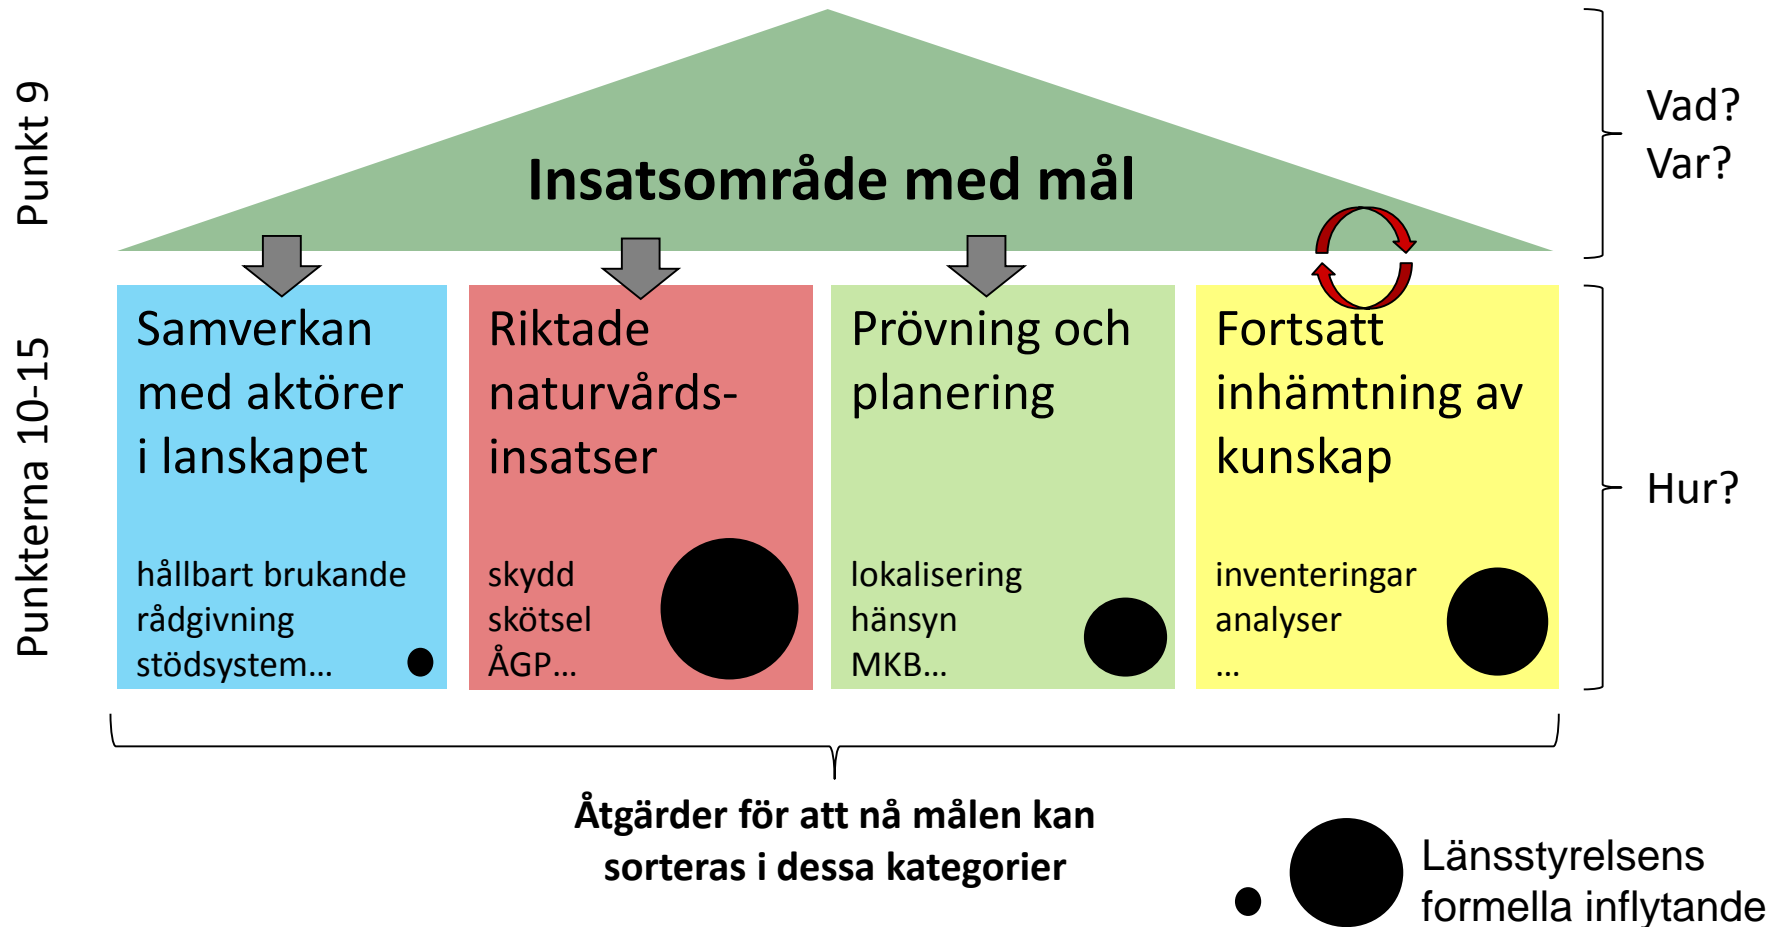 Punkt 9
Insatsområde med mål
Vad?
Var?
Punkterna 10-15
Samverkan
med aktörer
i lanskapet
hållbart brukande
rådgivning
stödsystem...
Riktade
naturvårds-
insatser
skydd
skötsel
ÅGP...
Prövning och
planering
lokalisering
hänsyn
MKB...
Fortsatt
inhämtning av
kunskap
inventeringar
analyser
...
Hur?
Åtgärder för att nå målen kan
sorteras i dessa kategorier
Länsstyrelsens
formella inflytande